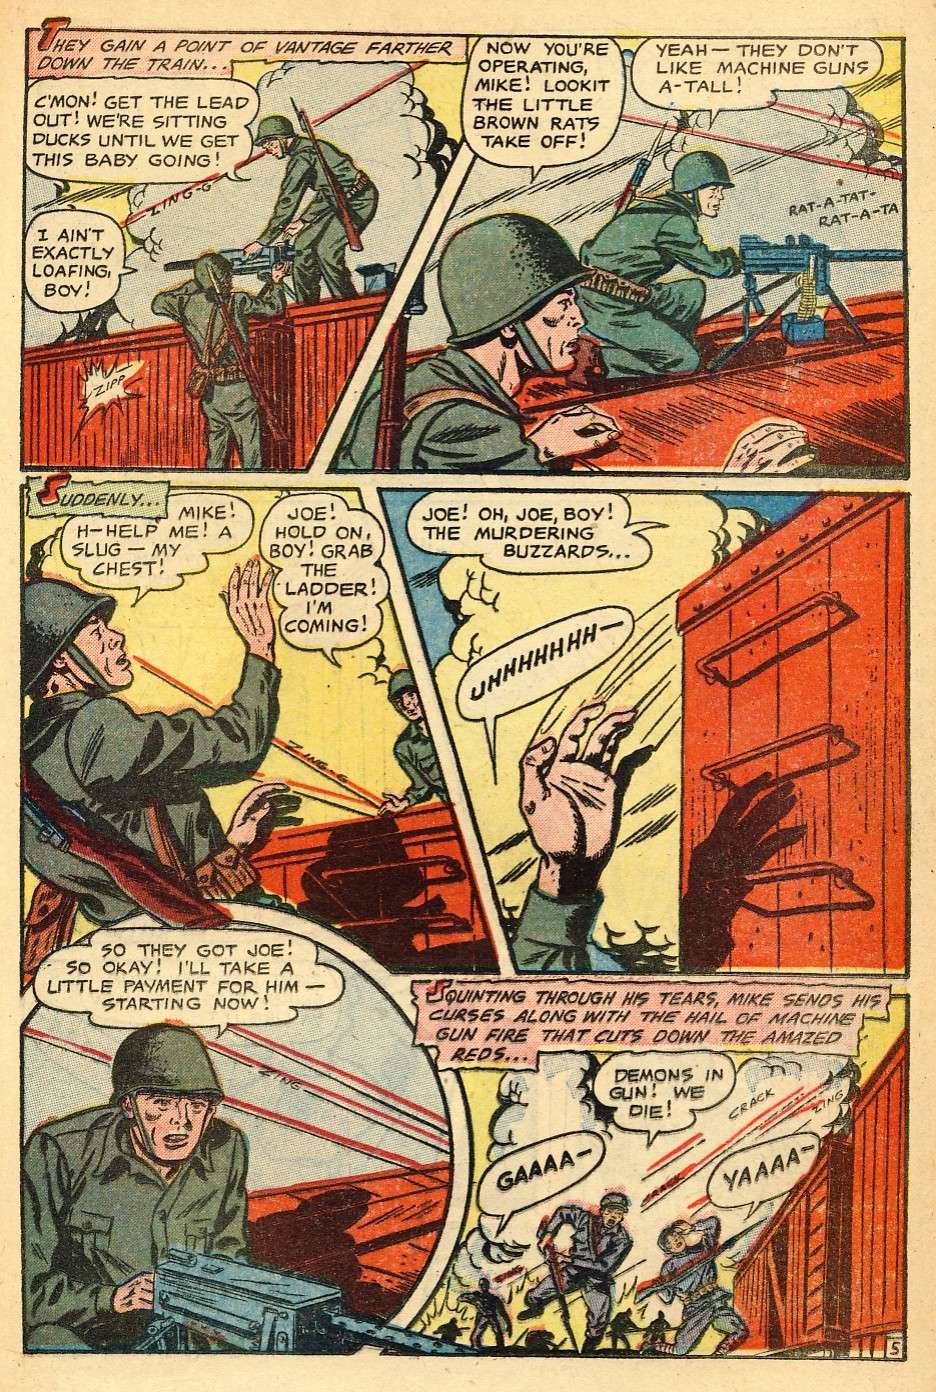 THEY GAIN A POINT OF VANTAGE FARTHER
DOWN THE TRAIN...
C'MON! GET THE LEAD
OUT! WE'RE SITTING
DUCKS UNTIL WE GET
THIS BABY GOING!
ZING-G
I AIN'T
EXACTLY
LOAFING,
BOY!
ZIPP
NOW YOU'RE
OPERATING,
MIKE! LOOKIT
THE LITTLE
BROWN RATS
TAKE OFF!
YEAH— THEY DON'T
LIKE MACHINE GUNS
A-TALL!
RAT-A-TAT-
RAT-A-TA
SUDDENLY...
MIKE!
H-HELP ME! A
SLUG— MY
CHEST!
JOE!
HOLD ON,
BOY! GRAB
THE
LADDER!
I'M
COMING!
ZING-G
JOE! OH, JOE, BOY!
THE MURDERING
BUZZARDS...
UHHHHHH—
SO THEY GOT JOE!
SO OKAY! I'LL TAKE A
LITTLE PAYMENT FOR HIM—
STARTING NOW!
ZING
SQUINTING THROUGH HIS TEARS, MIKE SENDS HIS
CURSES ALONG WITH THE HAIL OF MACHINE
GUN FIRE THAT CUTS DOWN THE AMAZED
REDS...
DEMONS IN
GUN! WE
DIE!
CRACK
ZING
GAAAA—
CRACK
YAAAA—
5